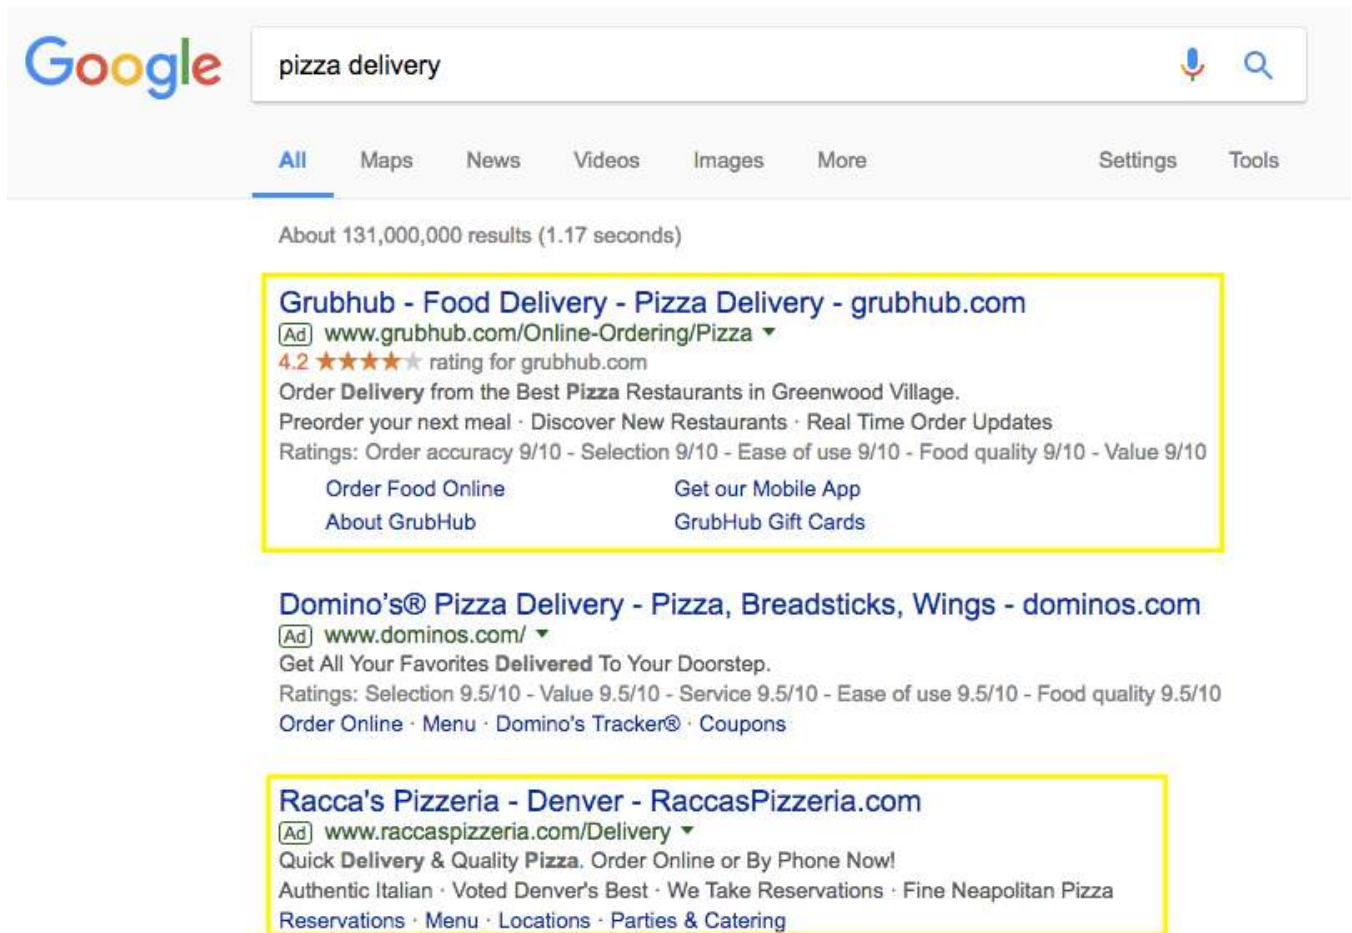 Google pizza delivery
All Maps News Videos Images More Settings Tools
About 131,000,000 results (1.17 seconds)
Grubhub - Food Delivery - Pizza Delivery - grubhub.com
Ad www.grubhub.com/Online-Ordering/Pizza
4.2 rating for grubhub.com
Order Delivery from the Best Pizza Restaurants in Greenwood Village.
Preorder your next meal · Discover New Restaurants · Real Time Order Updates
Ratings: Order accuracy 9/10 - Selection 9/10 - Ease of use 9/10 - Food quality 9/10 - Value 9/10
Order Food Online Get our Mobile App
About GrubHub GrubHub Gift Cards
Domino's® Pizza Delivery - Pizza, Breadsticks, Wings - dominos.com
Ad www.dominos.com/
Get All Your Favorites Delivered To Your Doorstep.
Ratings: Selection 9.5/10 - Value 9.5/10 - Service 9.5/10 - Ease of use 9.5/10 - Food quality 9.5/10
Order Online · Menu · Domino's Tracker® · Coupons
Racca's Pizzeria - Denver - RaccasPizzeria.com
Ad www.raccaspizzeria.com/Delivery
Quick Delivery & Quality Pizza. Order Online or By Phone Now!
Authentic Italian · Voted Denver's Best · We Take Reservations · Fine Neapolitan Pizza
Reservations · Menu · Locations · Parties & Catering